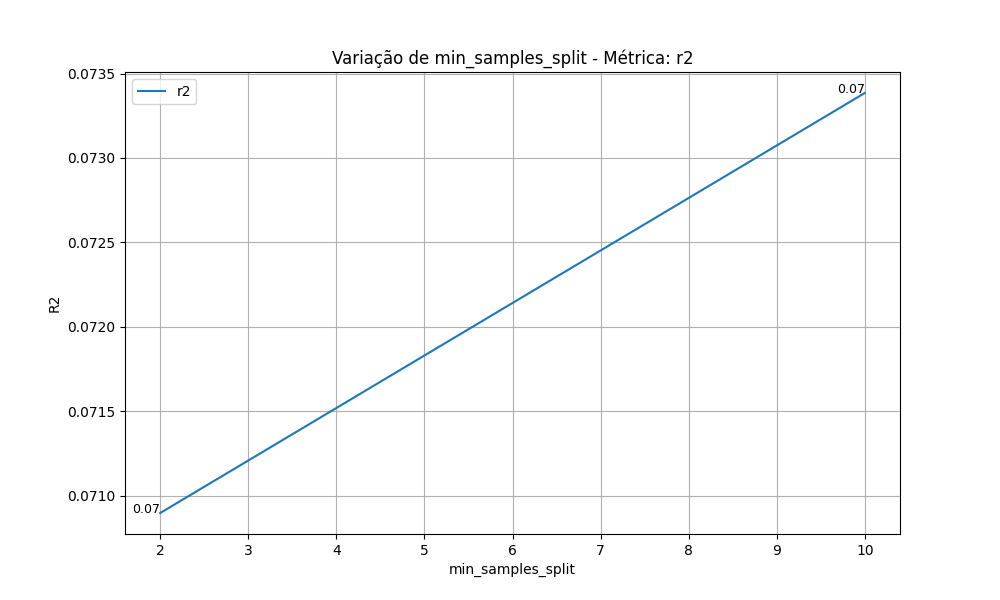 Variação de min_samples_split - Métrica: r2
0.0735
r2
0.07
0.0730
0.0725
R2
0.0720
0.0715
0.0710
0.07
2 3 4 5 6 7 8 9 10
min_samples_split